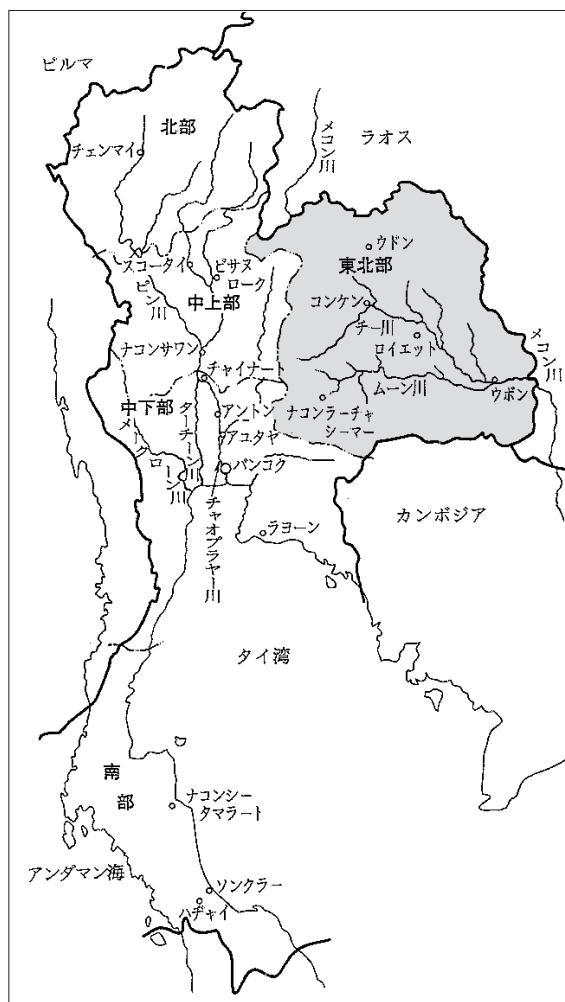 ビルマ
北部
チェンマイ
メコン川
ラオス
ウドン
東北部
スコータイ
ピサヌ
ローク
ピン川
中上部
コンケン
チー川
ロイエット
メコン川
ナコンサワン
チャイナート
ムーン川
ウボン
中下部
ターチーン川
アントン
ナコンラーチャ
シーマー
メークローン川
アユタヤ
バンコク
チャオプラヤー川
ラヨーン
カンボジア
タイ湾
南部
ナコンシー
タマラート
アンダマン海
ソンクラー
ハヂャイ